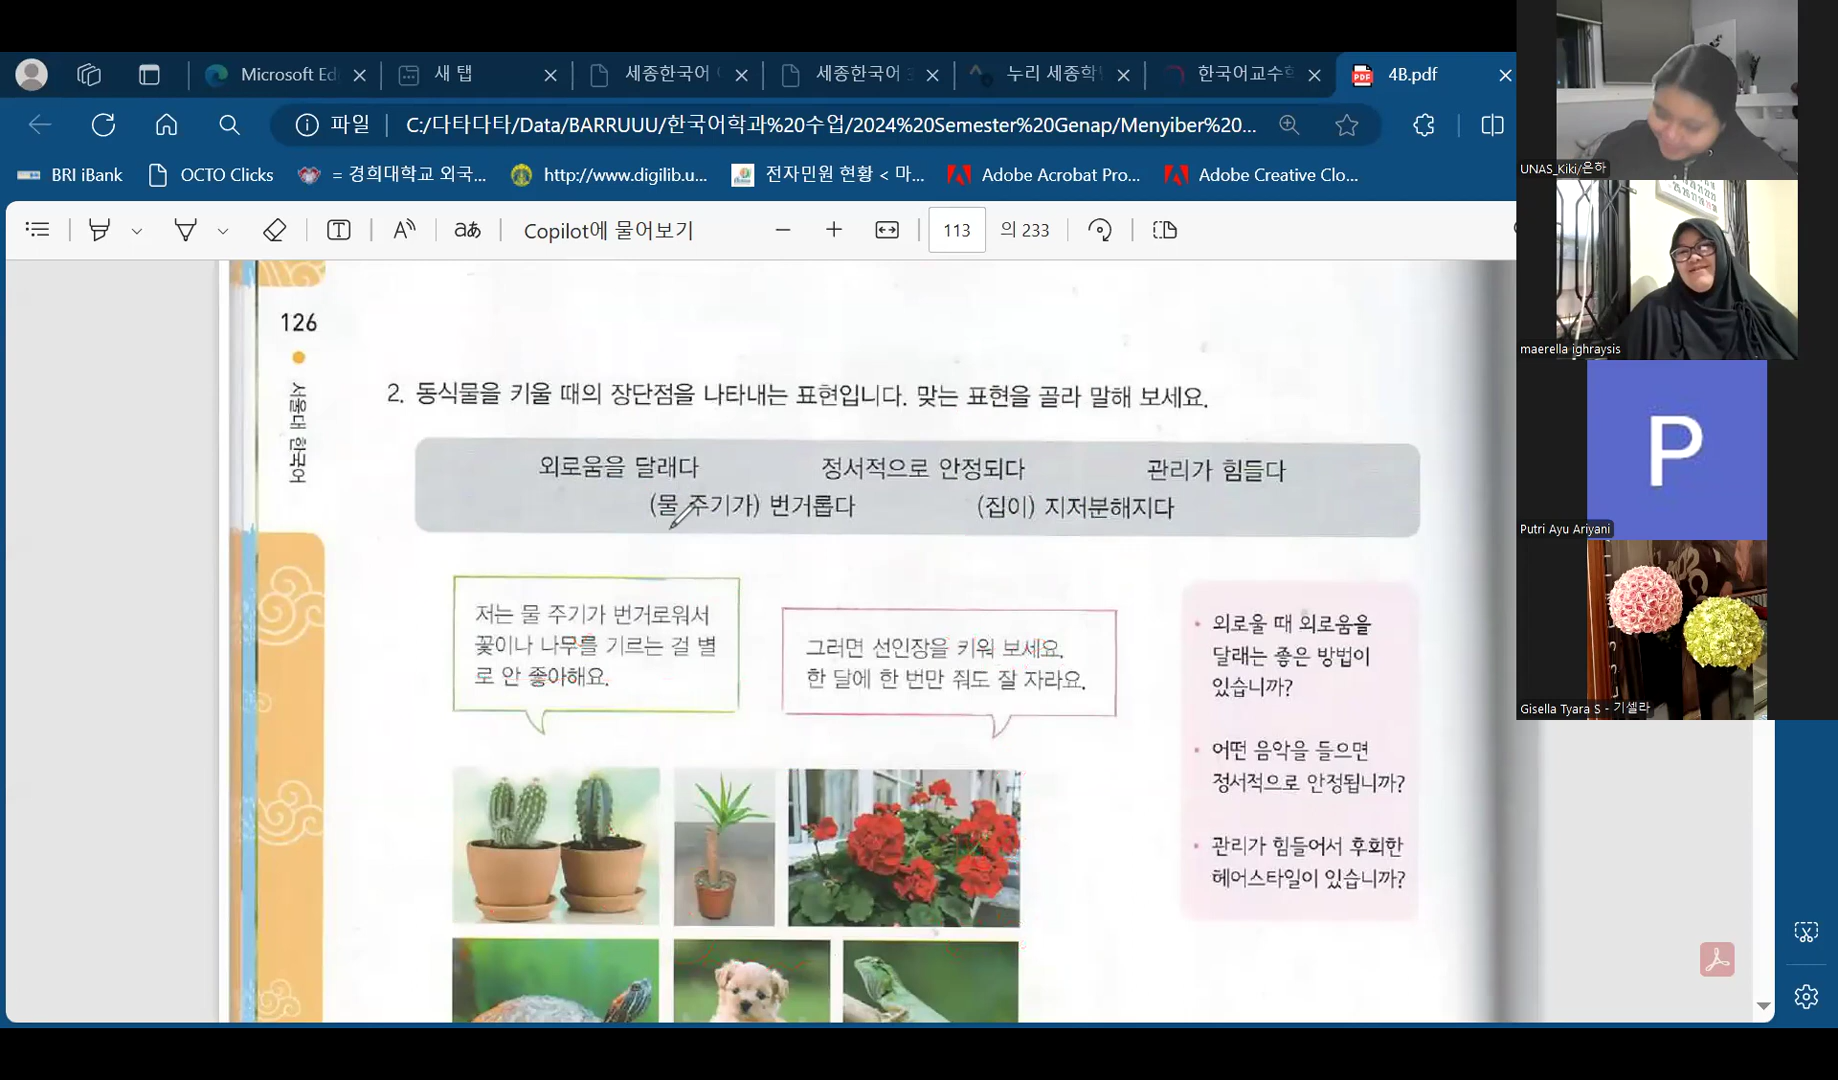 Microsoft Ed
새 탭
세종한국어
세종한국어
누리 세종학
한국어교수
4B.pdf
파일
C:/다타다타/Data/BARRUUU/한국어학과%20수업/2024%20Semester%20Genap/Menyiber%20...
BRI iBank
OCTO Clicks
= 경희대학교 외국...
http://www.digilib.u...
전자민원 현황 < 마...
Adobe Acrobat Pro...
Adobe Creative Clo...
Copilot에 물어보기
113
의 233
126
서울대 한국어
2. 동식물을 키울 때의 장단점을 나타내는 표현입니다. 맞는 표현을 골라 말해 보세요.
외로움을 달래다 정서적으로 안정되다 관리가 힘들다
(물 주기가) 번거롭다 (집이) 지저분해지다
저는 물 주기가 번거로워서
꽃이나 나무를 기르는 걸 별
로 안 좋아해요.
그러면 선인장을 키워 보세요.
한 달에 한 번만 줘도 잘 자라요.
• 외로울 때 외로움을
달래는 좋은 방법이
있습니까?
• 어떤 음악을 들으면
정서적으로 안정됩니까?
• 관리가 힘들어서 후회한
헤어스타일이 있습니까?
UNAS_Kiki/은하
maerella ighraysis
P
Putri Ayu Ariyani
Gisella Tyara S - 기셀라